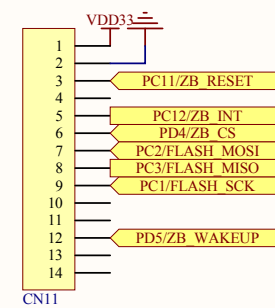 VDD33
1
2
3 PC11/ZB_RESET
4
5 PC12/ZB_INT
6 PD4/ZB_CS
7 PC2/FLASH_MOSI
8 PC3/FLASH_MISO
9 PC1/FLASH_SCK
10
11
12 PD5/ZB_WAKEUP
13
14
CN11